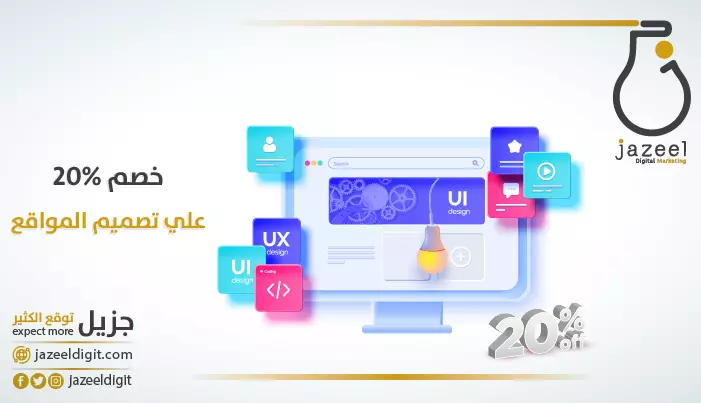 jazeel
Digital Marketing
خصم 20%
علي تصميم المواقع
Search
UI
design
UX
design
UI
design
Coding
</>
20%
off
جزيل
توقع الكثير
expect more
jazeeldigit.com
jazeeldigit